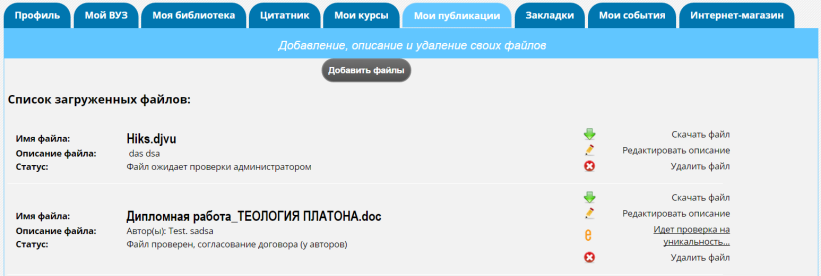 Профиль Мой ВУЗ Моя библиотека Цитатник Мои курсы Мои публикации Закладки Мои события Интернет-магазин
Добавление, описание и удаление своих файлов
Добавить файлы
Список загруженных файлов:
Имя файла: Hiks.djvu Скачать файл
Описание файла: das dsa Редактировать описание
Статус: Файл ожидает проверки администратором Удалить файл
Скачать файл
Имя файла: Дипломная работа_ТЕОЛОГИЯ ПЛАТОНА.doc Редактировать описание
Описание файла: Автор(ы): Test. sadsa Идет проверка на
Статус: Файл проверен, согласование договора (у авторов) уникальность...
Удалить файл